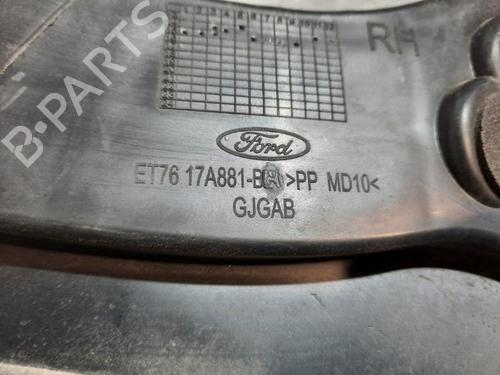 RH
Ford
ET76 17A881-B >PP MD10<
GJGAB
B-PARTS